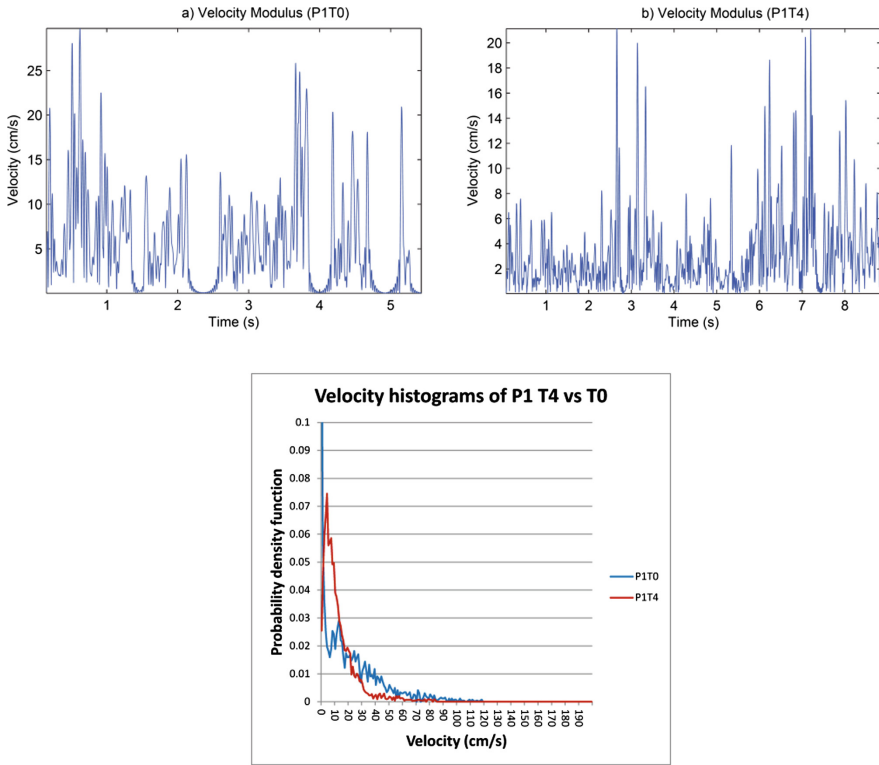 a) Velocity Modulus (P1T0)
Velocity (cm/s)
25
20
15
10
5
1 2 3 4 5
Time (s)
b) Velocity Modulus (P1T4)
Velocity (cm/s)
20
18
16
14
12
10
8
6
4
2
1 2 3 4 5 6 7 8
Time (s)
Velocity histograms of P1 T4 vs T0
Probability density function
0.1
0.09
0.08
0.07
0.06
0.05
0.04
0.03
0.02
0.01
0
0 10 20 30 40 50 60 70 80 90 100 110 120 130 140 150 160 170 180 190
Velocity (cm/s)
P1T0
P1T4